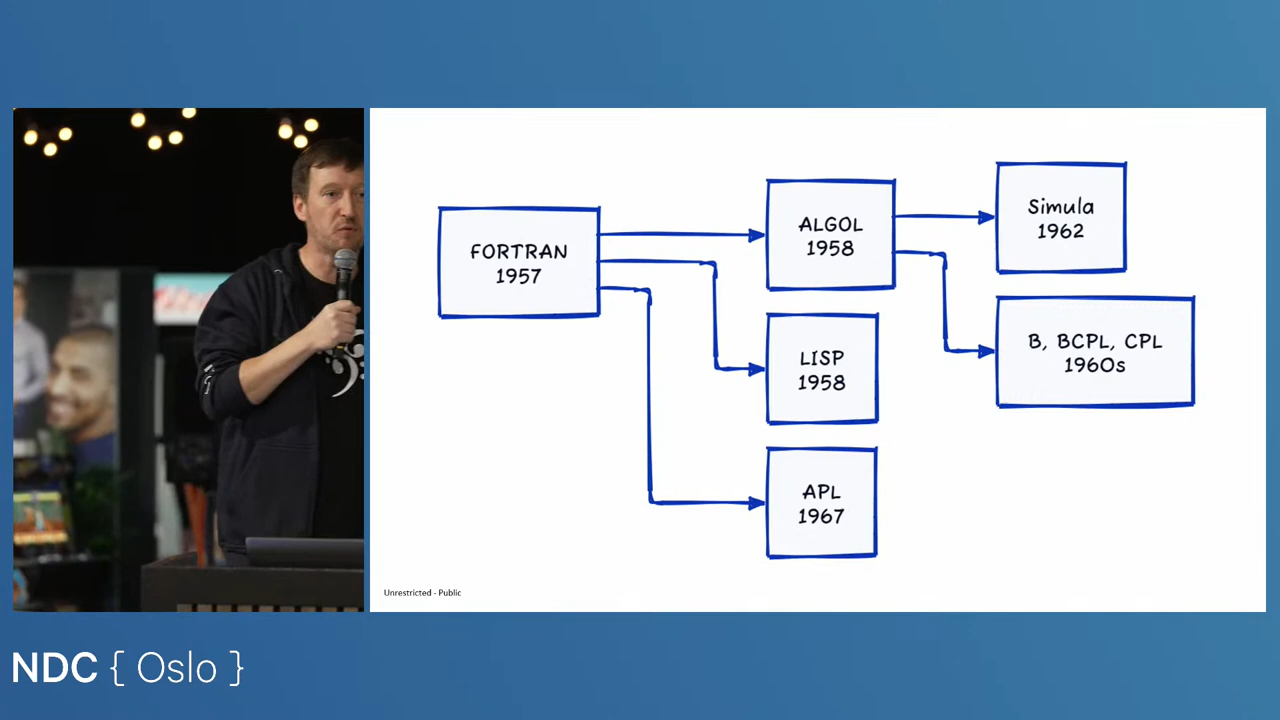 FORTRAN
1957
ALGOL
1958
Simula
1962
LISP
1958
B, BCPL, CPL
1960s
APL
1967
Unrestricted - Public
NDC { Oslo }